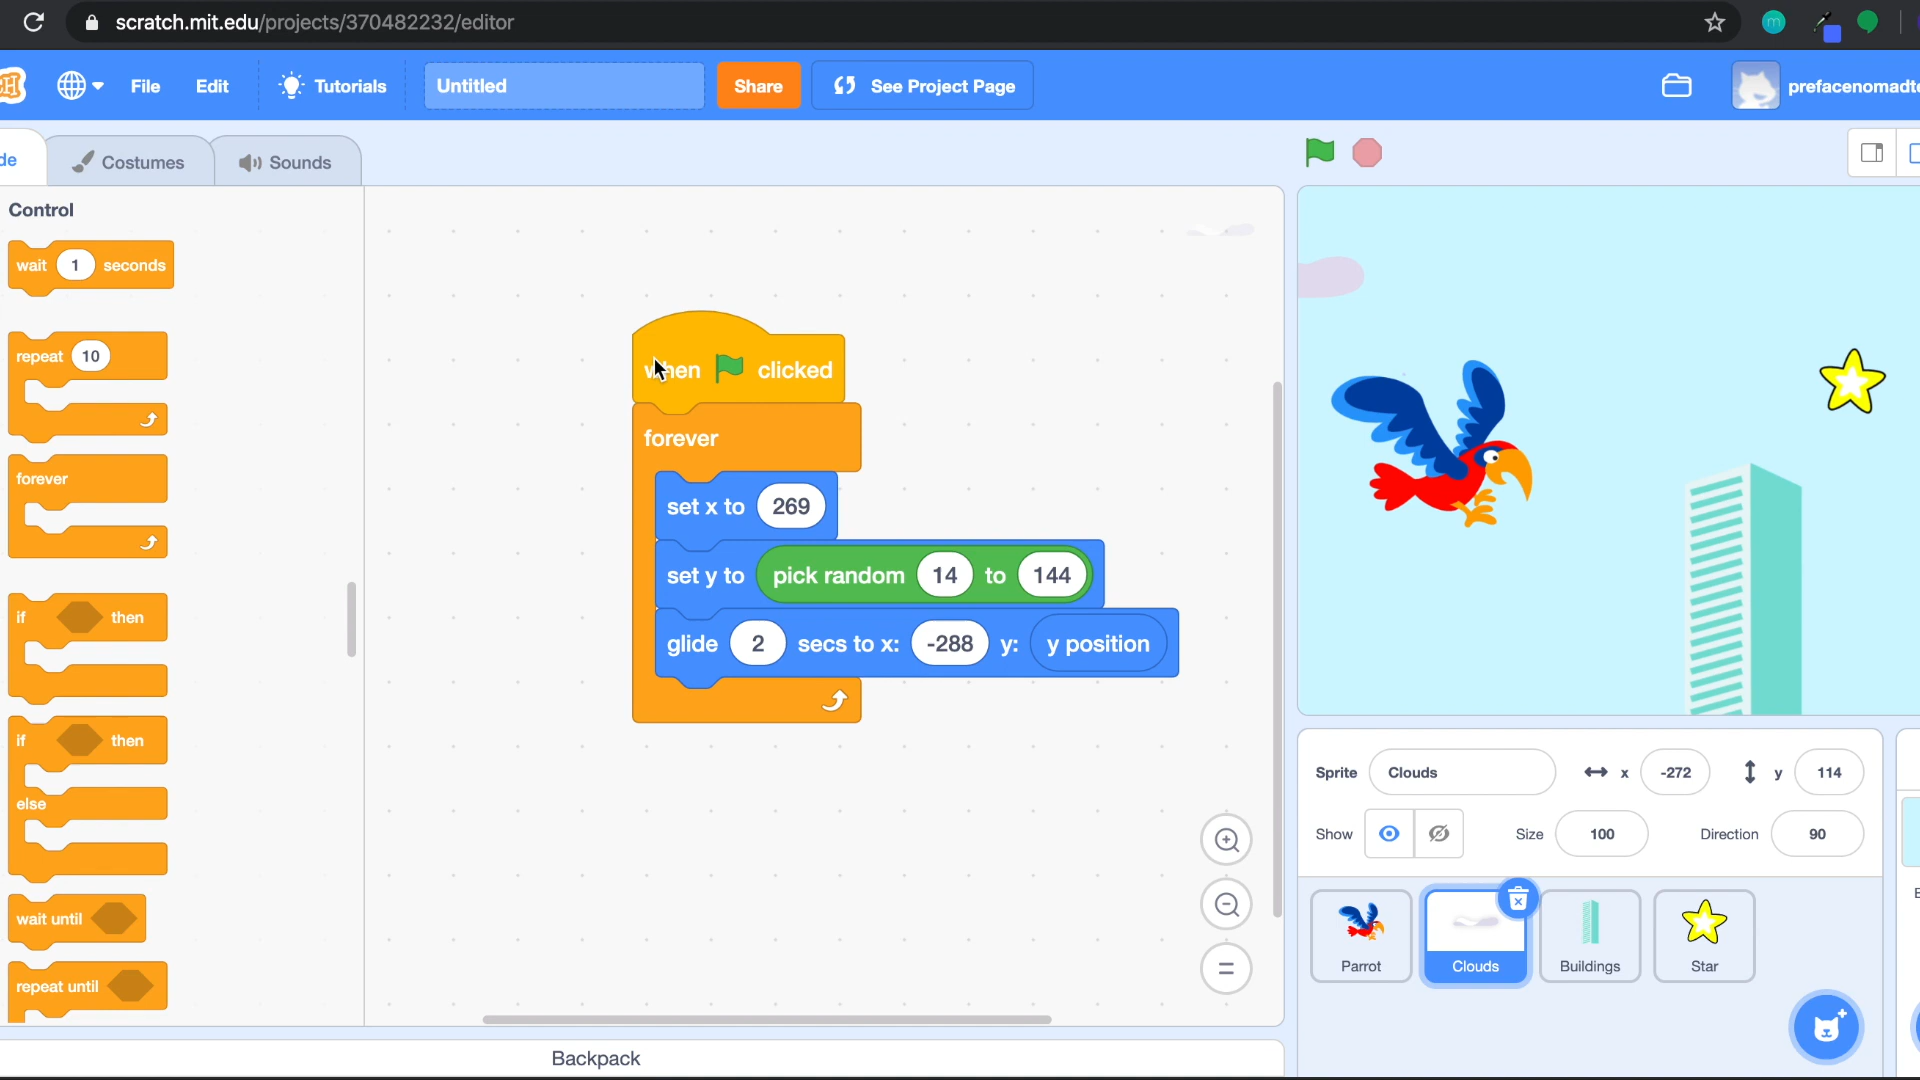 scratch.mit.edu/projects/370482232/editor
File Edit Tutorials Untitled Share See Project Page prefacenomadte
de Costumes Sounds
Control
wait 1 seconds
repeat 10
forever
if then
if then
else
wait until
repeat until
when clicked
forever
set x to 269
set y to pick random 14 to 144
glide 2 secs to x: -288 y: y position
Sprite Clouds x -272 y 114
Show Size 100 Direction 90
Parrot Clouds Buildings Star
Backpack